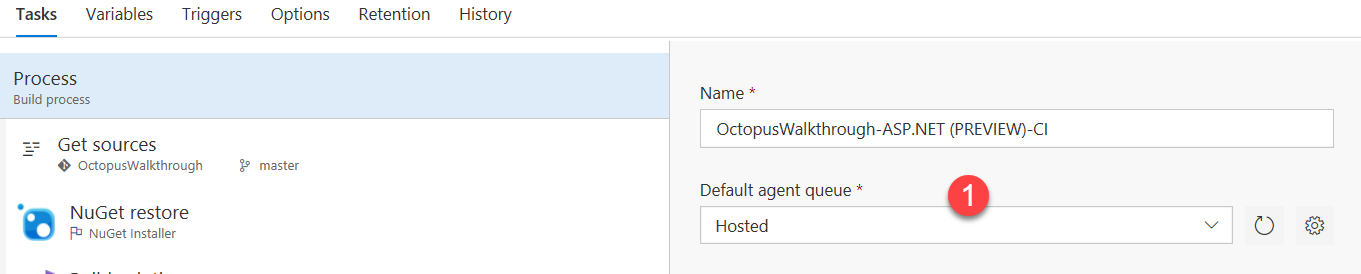 Tasks Variables Triggers Options Retention History
Process
Build process
Get sources
OctopusWalkthrough master
NuGet restore
NuGet Installer
Name *
OctopusWalkthrough-ASP.NET (PREVIEW)-CI
Default agent queue *
1
Hosted